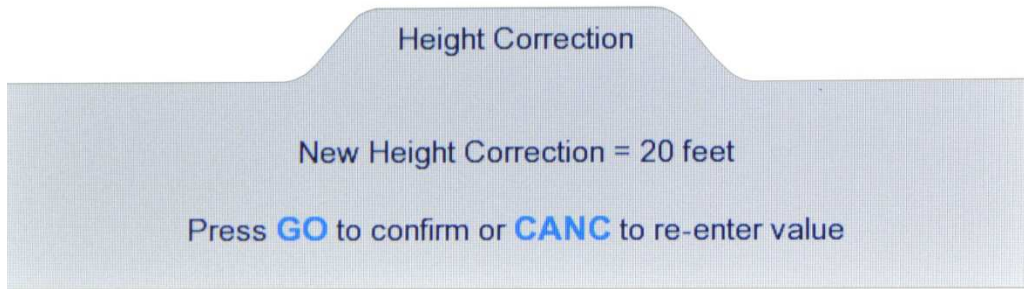 Height Correction
New Height Correction = 20 feet
Press GO to confirm or CANC to re-enter value